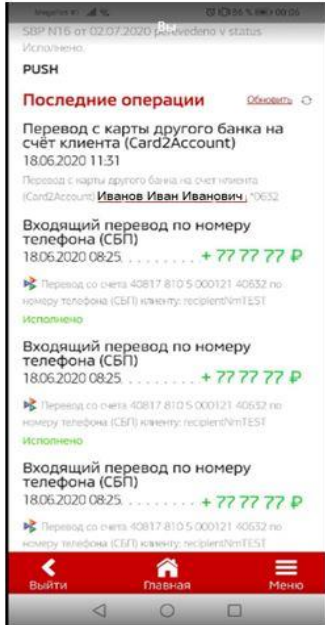 Вы
SBP N16 от 02.07.2020 perevedeno v status
Исполнено.
PUSH
Последние операции Обновить
Перевод с карты другого банка на
счёт клиента (Card2Account)
18.06.2020 11:31
Перевод с карты другого банка на счет клиента
(Card2Account) Иванов Иван Иванович, *0632
Входящий перевод по номеру
телефона (СБП)
18.06.2020 08:25 . . . . . . . . . + 77 77 77 ₽
Перевод со счета 40817 810 5 000121 40632 по
номеру телефона (СБП) клиенту: recipientNmTEST
Исполнено
Входящий перевод по номеру
телефона (СБП)
18.06.2020 08:25 . . . . . . . . . + 77 77 77 ₽
Перевод со счета 40817 810 5 000121 40632 по
номеру телефона (СБП) клиенту: recipientNmTEST
Исполнено
Входящий перевод по номеру
телефона (СБП)
18.06.2020 08:25 . . . . . . . . . + 77 77 77 ₽
Перевод со счета 40817 810 5 000121 40632 по
номеру телефона (СБП) клиенту: recipientNmTEST
Выйти Главная Меню